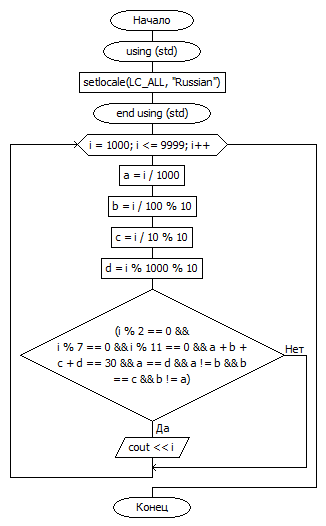 Начало
using (std)
setlocale(LC_ALL, "Russian")
end using (std)
i = 1000; i <= 9999; i++
a = i / 1000
b = i / 100 % 10
c = i / 10 % 10
d = i % 1000 % 10
(i % 2 == 0 &&
i % 7 == 0 && i % 11 == 0 && a + b +
c + d == 30 && a == d && a != b && b
== c && b != a)
Нет
Да
cout << i
Конец